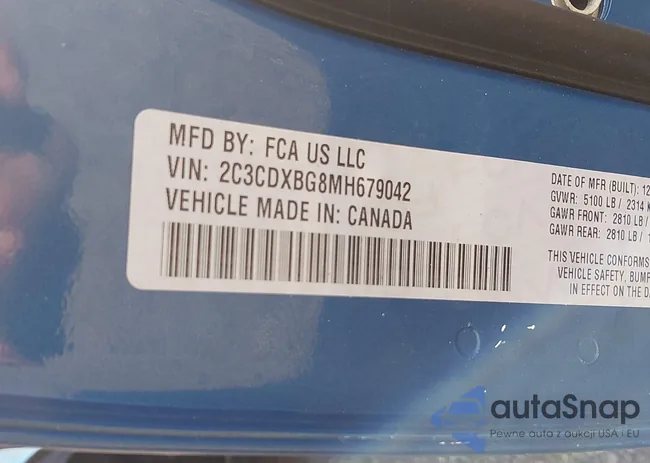 MFD BY: FCA US LLC
VIN: 2C3CDXBG8MH679042
VEHICLE MADE IN: CANADA
DATE OF MFR (BUILT): 12
GVWR: 5100 LB / 2314 K
GAWR FRONT: 2810 LB /
GAWR REAR: 2810 LB / 1
THIS VEHICLE CONFORMS
VEHICLE SAFETY, BUMP
IN EFFECT ON THE DA
autaSnap
Pewne auta z aukcji USA i EU